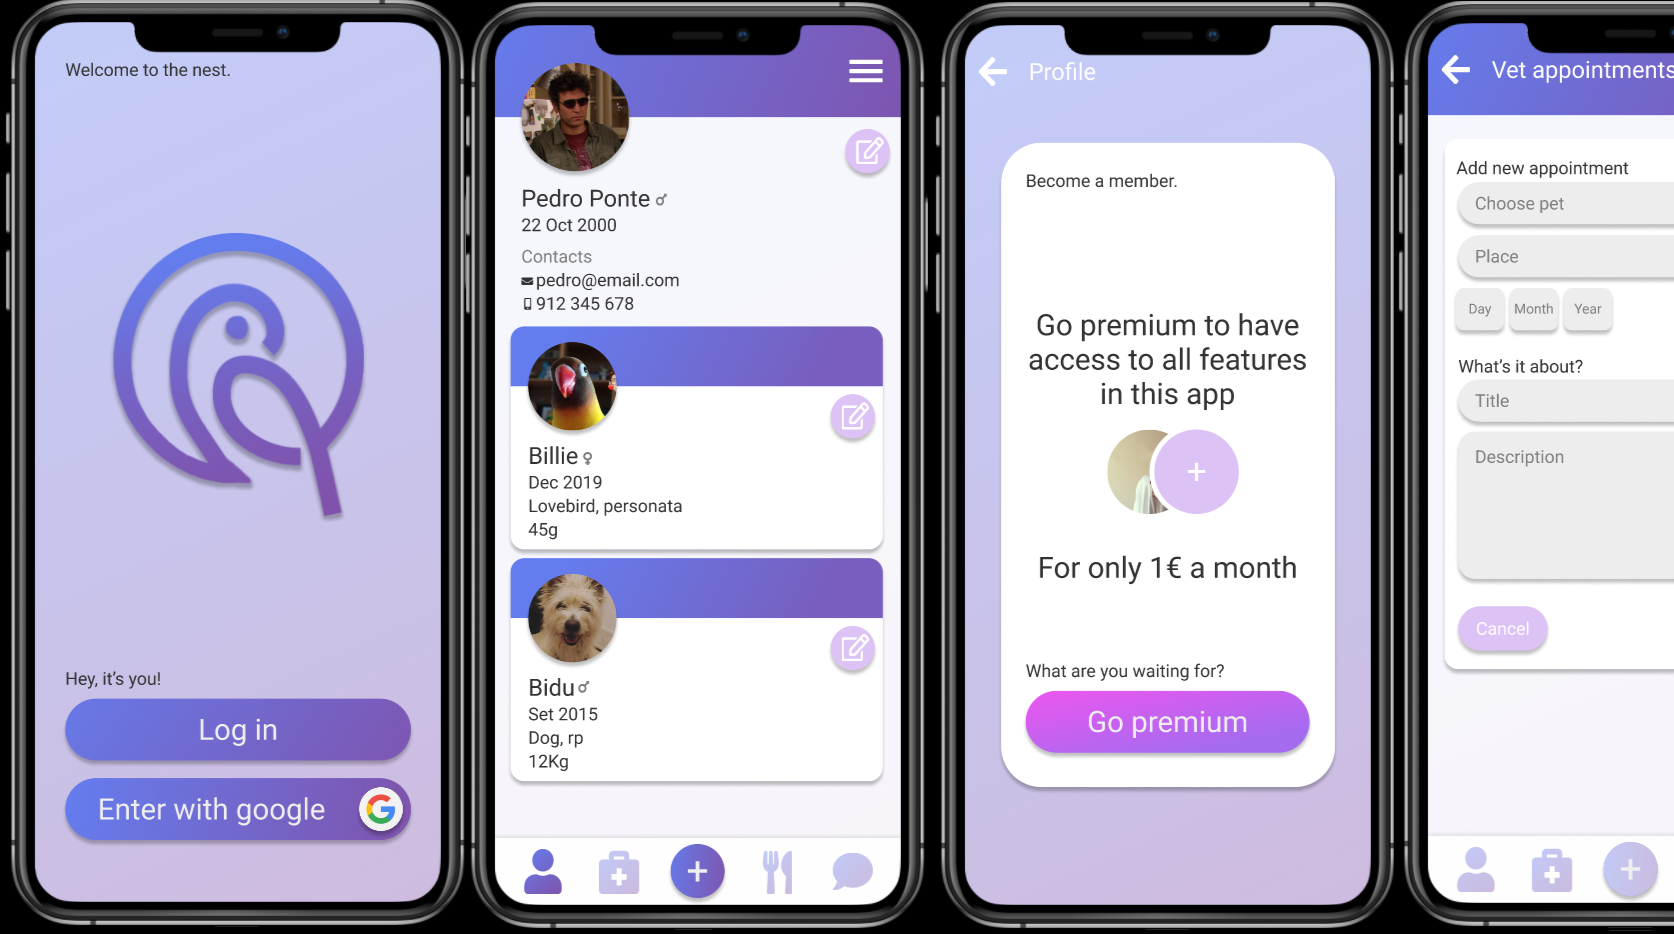 Welcome to the nest.
Hey, it's you!
Log in
Enter with google
Pedro Ponte
22 Oct 2000
Contacts
pedro@email.com
912 345 678
Billie
Dec 2019
Lovebird, personata
45g
Bidu
Set 2015
Dog, rp
12Kg
Profile
Become a member.
Go premium to have
access to all features
in this app
+
For only 1€ a month
What are you waiting for?
Go premium
Vet appointments
Add new appointment
Choose pet
Place
Day Month Year
What's it about?
Title
Description
Cancel